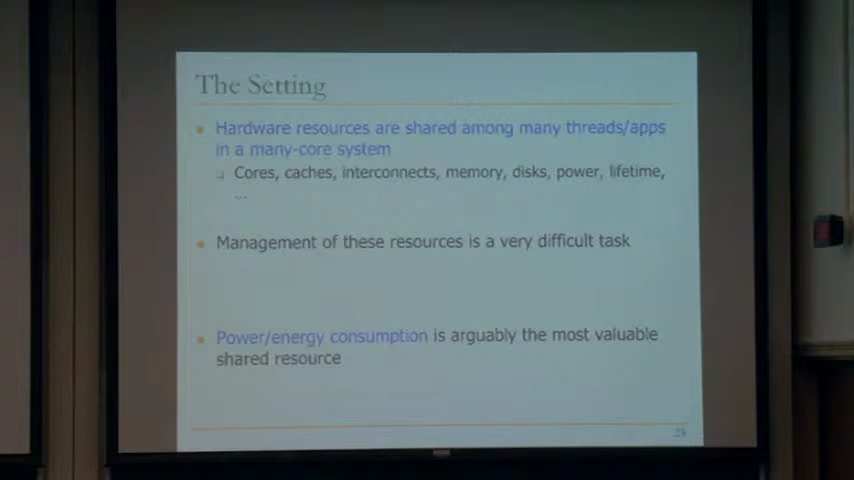 The Setting
Hardware resources are shared among many threads/apps
in a many-core system
Cores, caches, interconnects, memory, disks, power, lifetime,
...
Management of these resources is a very difficult task
Power/energy consumption is arguably the most valuable
shared resource